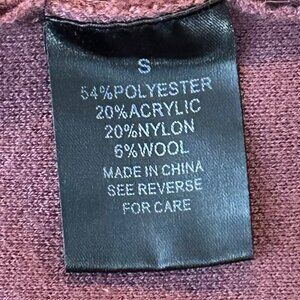 S
54%POLYESTER
20%ACRYLIC
20%NYLON
6%WOOL
MADE IN CHINA
SEE REVERSE
FOR CARE